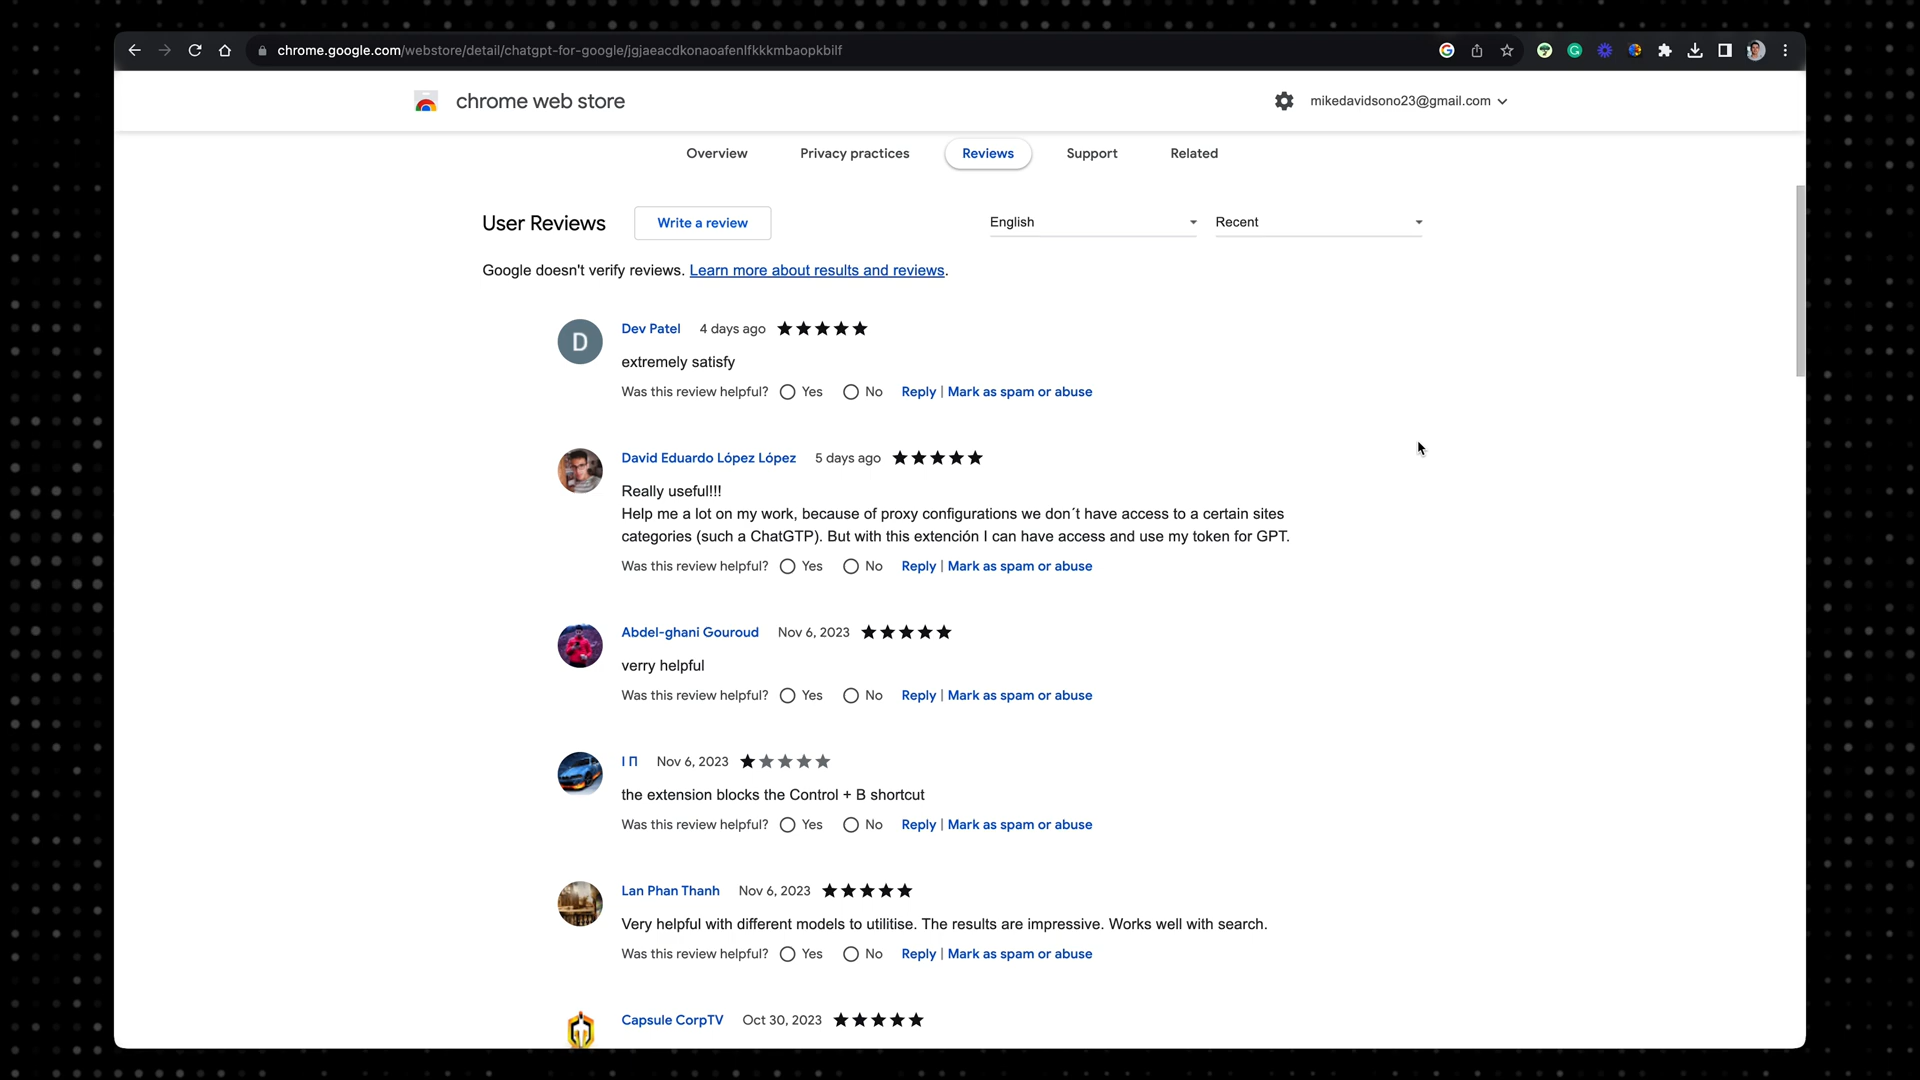 chrome.google.com/webstore/detail/chatgpt-for-google/jgjaeacdkonaoafenlfkkkmbaopkbilf
chrome web store
mikedavidsono23@gmail.com
Overview
Privacy practices
Reviews
Support
Related
User Reviews
Write a review
English
Recent
Google doesn't verify reviews. Learn more about results and reviews.
D
Dev Patel 4 days ago
extremely satisfy
Was this review helpful? Yes No Reply | Mark as spam or abuse
David Eduardo López López 5 days ago
Really useful!!!
Help me a lot on my work, because of proxy configurations we don´t have access to a certain sites
categories (such a ChatGTP). But with this extención I can have access and use my token for GPT.
Was this review helpful? Yes No Reply | Mark as spam or abuse
Abdel-ghani Gouroud Nov 6, 2023
verry helpful
Was this review helpful? Yes No Reply | Mark as spam or abuse
І П Nov 6, 2023
the extension blocks the Control + B shortcut
Was this review helpful? Yes No Reply | Mark as spam or abuse
Lan Phan Thanh Nov 6, 2023
Very helpful with different models to utilitise. The results are impressive. Works well with search.
Was this review helpful? Yes No Reply | Mark as spam or abuse
Capsule CorpTV Oct 30, 2023